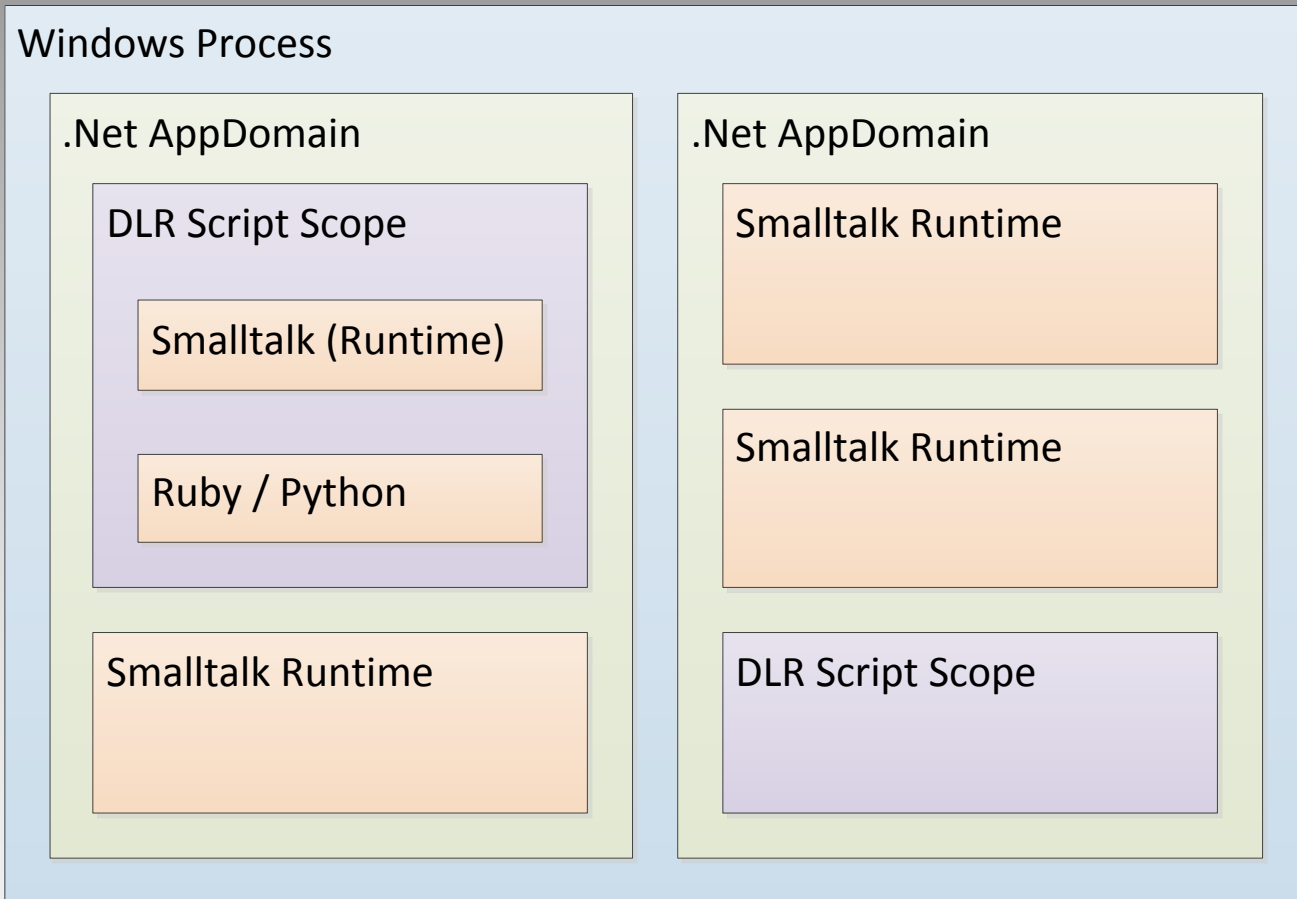 Windows Process
.Net AppDomain
DLR Script Scope
Smalltalk (Runtime)
Ruby / Python
Smalltalk Runtime
.Net AppDomain
Smalltalk Runtime
Smalltalk Runtime
DLR Script Scope